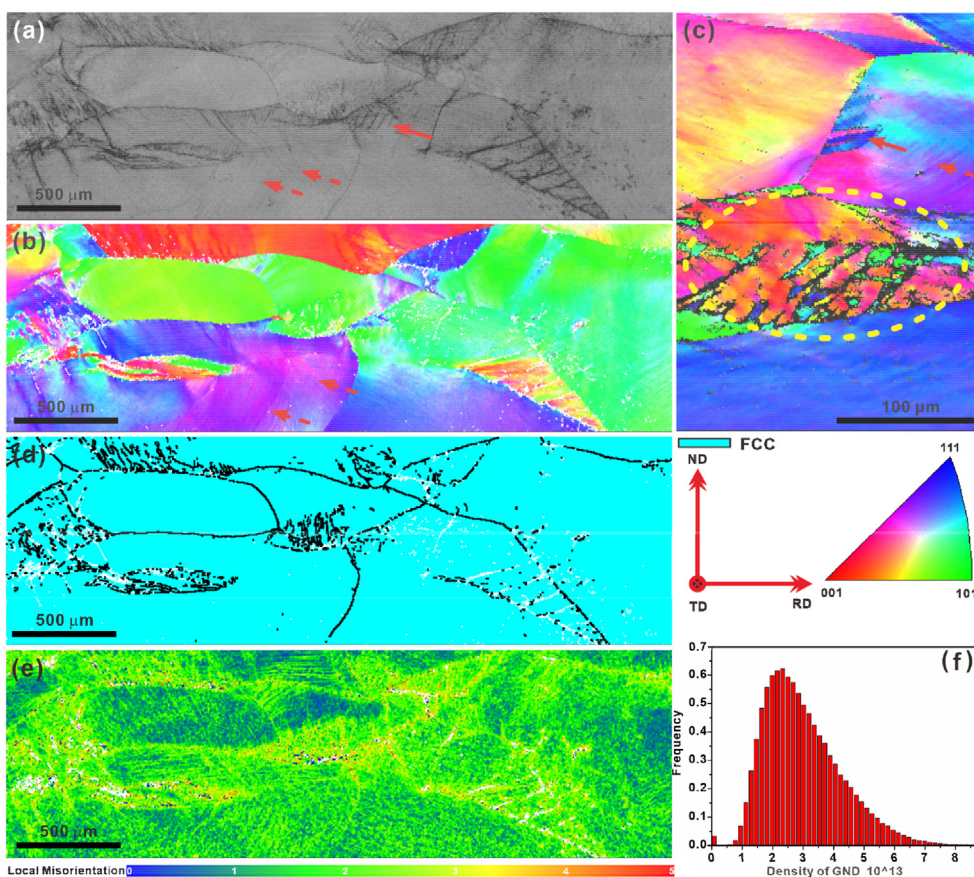 (a)
500 μm
(b)
500 μm
(c)
100 μm
(d)
500 μm
FCC
ND
TD
RD
111
001
101
(e)
500 μm
Local Misorientation 0 1 2 3 4 5
(f)
Frequency
0.7
0.6
0.5
0.4
0.3
0.2
0.1
0.0
0 1 2 3 4 5 6 7 8
Density of GND 10^13